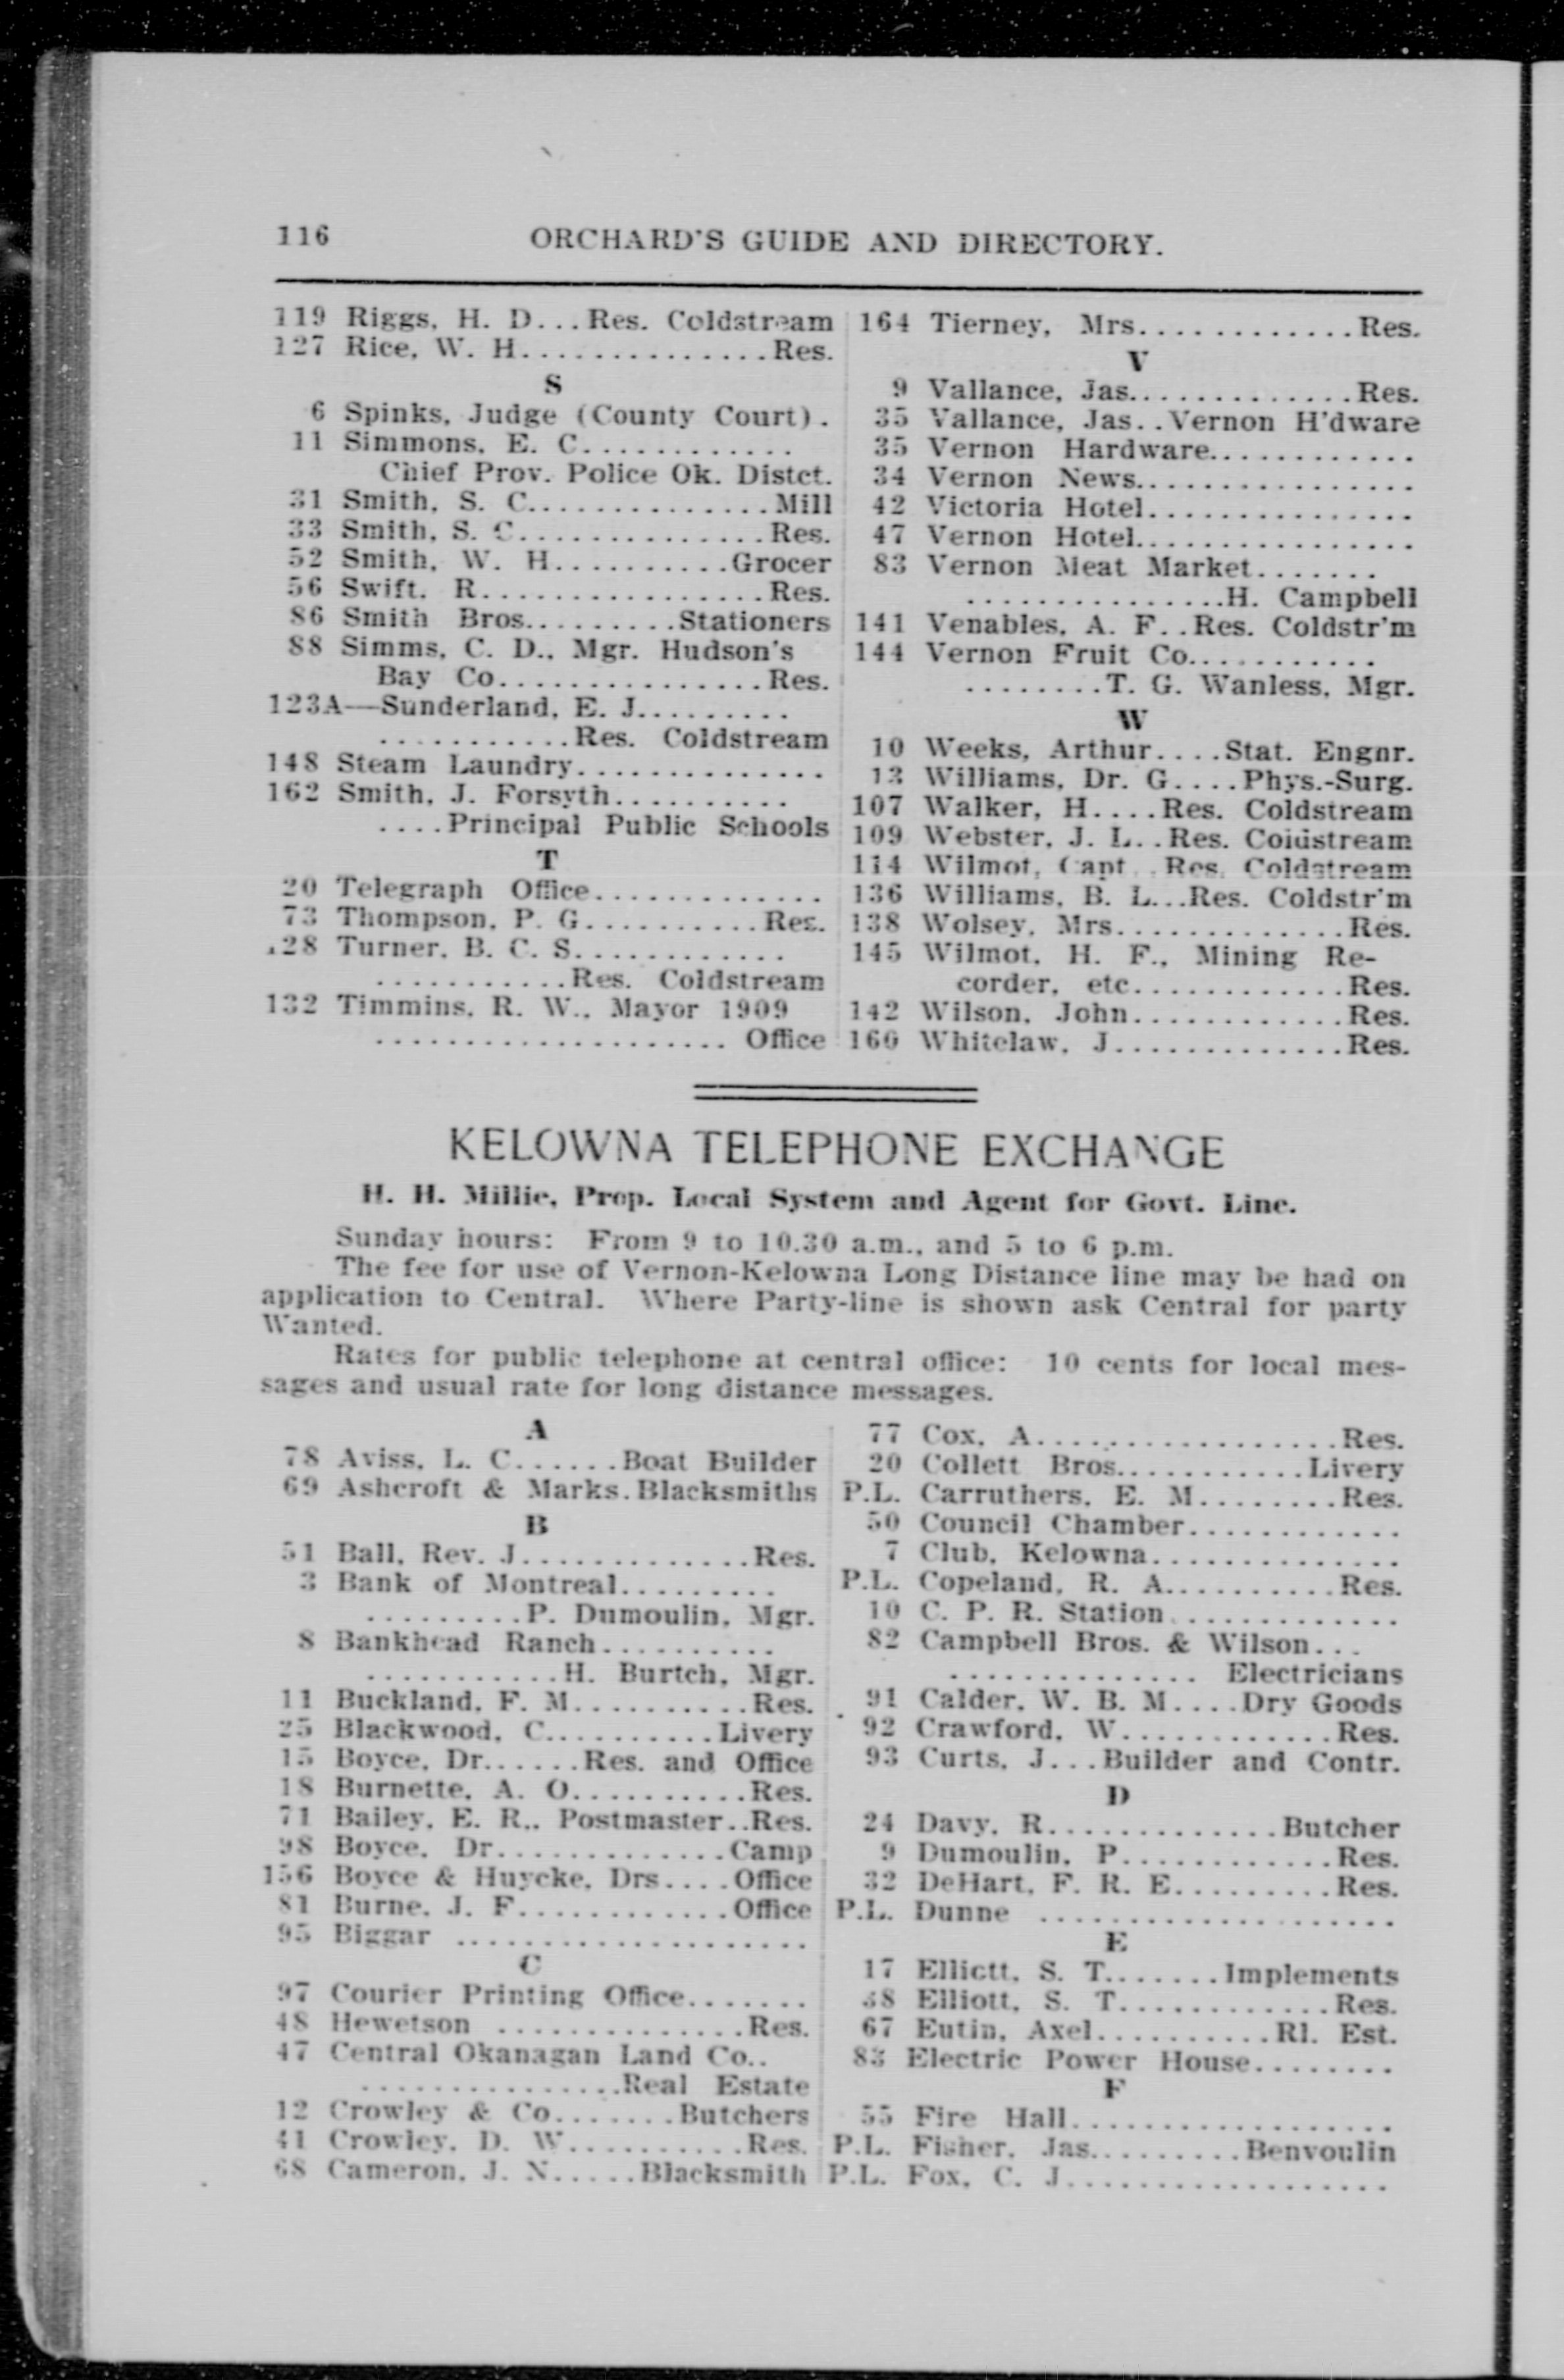 116 ORCHARD'S GUIDE AND DIRECTORY.
119 Riggs, H. D...Res. Coldstream
127 Rice, W. H..............Res.
S
6 Spinks, Judge (County Court).
11 Simmons, E. C............
Chief Prov. Police Ok. Distct.
31 Smith, S. C..............Mill
33 Smith, S. C..............Res.
52 Smith, W. H..........Grocer
56 Swift, R................Res.
86 Smith Bros.........Stationers
88 Simms, C. D., Mgr. Hudson's
Bay Co...............Res.
123A—Sunderland, E. J.........
...........Res. Coldstream
148 Steam Laundry..............
162 Smith, J. Forsyth..........
....Principal Public Schools
T
20 Telegraph Office.............
73 Thompson, P. G..........Res.
128 Turner, B. C. S............
...........Res. Coldstream
132 Timmins, R. W., Mayor 1909
.................... Office
164 Tierney, Mrs............Res.
V
9 Vallance, Jas.............Res.
35 Vallance, Jas..Vernon H'dware
35 Vernon Hardware............
34 Vernon News................
42 Victoria Hotel...............
47 Vernon Hotel................
83 Vernon Meat Market.......
...............H. Campbell
141 Venables, A. F..Res. Coldstr'm
144 Vernon Fruit Co...........
........T. G. Wanless, Mgr.
W
10 Weeks, Arthur....Stat. Engnr.
13 Williams, Dr. G....Phys.-Surg.
107 Walker, H....Res. Coldstream
109 Webster, J. L..Res. Coldstream
114 Wilmot, Capt..Res. Coldstream
136 Williams, B. L...Res. Coldstr'm
138 Wolsey, Mrs.............Res.
145 Wilmot, H. F., Mining Re-
corder, etc............Res.
142 Wilson, John............Res.
160 Whitelaw, J.............Res.
KELOWNA TELEPHONE EXCHANGE
H. H. Millie, Prop. Local System and Agent for Govt. Line.
Sunday hours: From 9 to 10.30 a.m., and 5 to 6 p.m.
The fee for use of Vernon-Kelowna Long Distance line may be had on
application to Central. Where Party-line is shown ask Central for party
Wanted.
Rates for public telephone at central office: 10 cents for local mes-
sages and usual rate for long distance messages.
A
78 Aviss, L. C......Boat Builder
69 Ashcroft & Marks.Blacksmiths
B
51 Ball, Rev. J.............Res.
3 Bank of Montreal.........
.........P. Dumoulin, Mgr.
8 Bankhead Ranch..........
...........H. Burtch, Mgr.
11 Buckland, F. M..........Res.
25 Blackwood, C..........Livery
15 Boyce, Dr......Res. and Office
18 Burnette, A. O..........Res.
71 Bailey, E. R., Postmaster..Res.
98 Boyce, Dr.............Camp
156 Boyce & Huycke, Drs....Office
81 Burne, J. F............Office
95 Biggar ....................
C
97 Courier Printing Office.......
48 Hewetson ..............Res.
47 Central Okanagan Land Co..
...............Real Estate
12 Crowley & Co.......Butchers
41 Crowley, D. W..........Res.
68 Cameron, J. N.....Blacksmith
77 Cox, A.................Res.
20 Collett Bros...........Livery
P.L. Carruthers, E. M........Res.
50 Council Chamber............
7 Club, Kelowna..............
P.L. Copeland, R. A..........Res.
10 C. P. R. Station.............
82 Campbell Bros. & Wilson...
.............. Electricians
91 Calder, W. B. M....Dry Goods
92 Crawford, W............Res.
93 Curts, J...Builder and Contr.
D
24 Davy, R.............Butcher
9 Dumoulin, P............Res.
32 DeHart, F. R. E.........Res.
P.L. Dunne ....................
E
17 Elliott, S. T.......Implements
38 Elliott, S. T............Res.
67 Eutin, Axel..........Rl. Est.
83 Electric Power House........
F
55 Fire Hall..................
P.L. Fisher, Jas.........Benvoulin
P.L. Fox, C. J..................